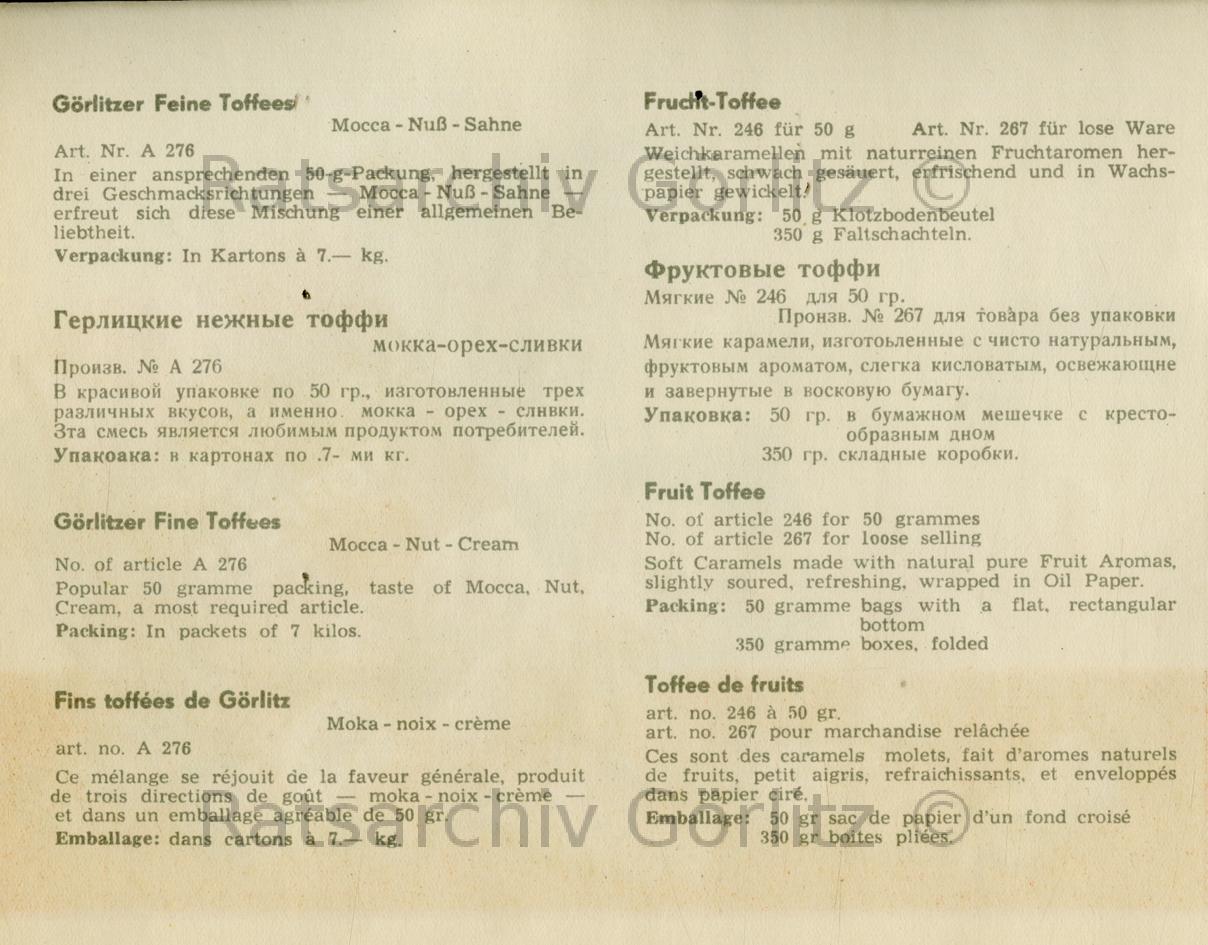 Görlitzer Feine Toffees
Mocca - Nuß - Sahne
Art. Nr. A 276
In einer ansprechenden 50-g-Packung, hergestellt in
drei Geschmacksrichtungen — Mocca - Nuß - Sahne —
erfreut sich diese Mischung einer allgemeinen Be-
liebtheit.
Verpackung: In Kartons à 7.— kg.
Герлицкие нежные тоффи
мокка-орех-сливки
Произв. № А 276
В красивой упаковке по 50 гр., изготовленные трех
различных вкусов, а именно. мокка - орех - слнвки.
Зта смесь является любимым продуктом потребителей.
Упакоака: в картонах по .7- ми кг.
Görlitzer Fine Toffees
Mocca - Nut - Cream
No. of article A 276
Popular 50 gramme packing, taste of Mocca, Nut,
Cream, a most required article.
Packing: In packets of 7 kilos.
Fins toffées de Görlitz
Moka - noix - crème
art. no. A 276
Ce mélange se réjouit de la faveur générale, produit
de trois directions de goût — moka - noix - crème —
et dans un emballage agréable de 50 gr.
Emballage: dans cartons à 7.— kg.
Frucht-Toffee
Art. Nr. 246 für 50 g Art. Nr. 267 für lose Ware
Weichkaramellen mit naturreinen Fruchtaromen her-
gestellt, schwach gesäuert, erfrischend und in Wachs-
papier gewickelt.
Verpackung: 50 g Klotzbodenbeutel
350 g Faltschachteln.
Фруктовые тоффи
Мягкие № 246 для 50 гр.
Пронзв. № 267 для товара без упаковки
Мягкие карамели, изготоьленные с чисто натуральным,
фруктовым ароматом, слегка кисловатым, освежающне
и завернутые в восковую бумагу.
Упаковка: 50 гр. в бумажном мешечке с кресто-
образным дном
350 гр. складные коробки.
Fruit Toffee
No. of article 246 for 50 grammes
No. of article 267 for loose selling
Soft Caramels made with natural pure Fruit Aromas,
slightly soured, refreshing, wrapped in Oil Paper.
Packing: 50 gramme bags with a flat, rectangular
bottom
350 gramme boxes, folded
Toffee de fruits
art. no. 246 à 50 gr.
art. no. 267 pour marchandise relâchée
Ces sont des caramels molets, fait d'aromes naturels
de fruits, petit aigris, refraichissants, et enveloppés
dans papier ciré.
Emballage: 50 gr sac de papier d'un fond croisé
350 gr boites pliées.
Ratsarchiv Görlitz ©
Ratsarchiv Görlitz ©